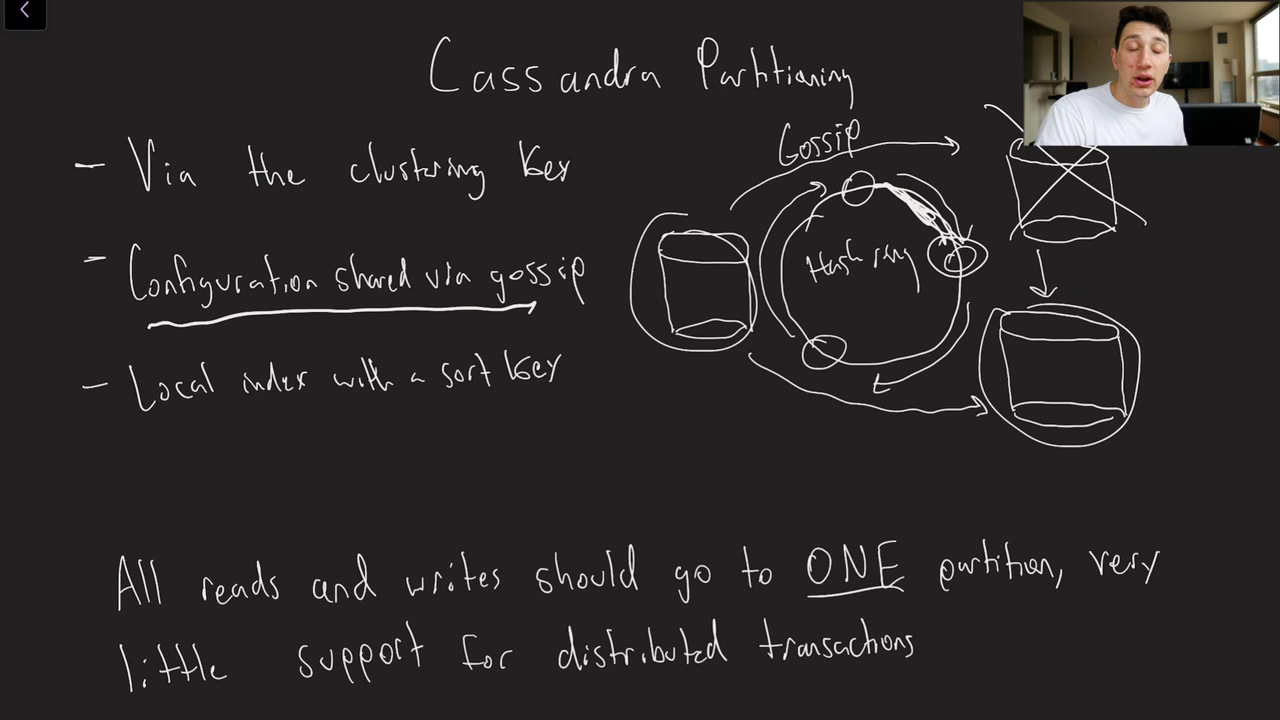 Cassandra Partitioning
Gossip
- Via the clustering key
Hash ring
- Configuration shared via gossip
- Local index with a sort key
All reads and writes should go to ONE partition, very
little support for distributed transactions